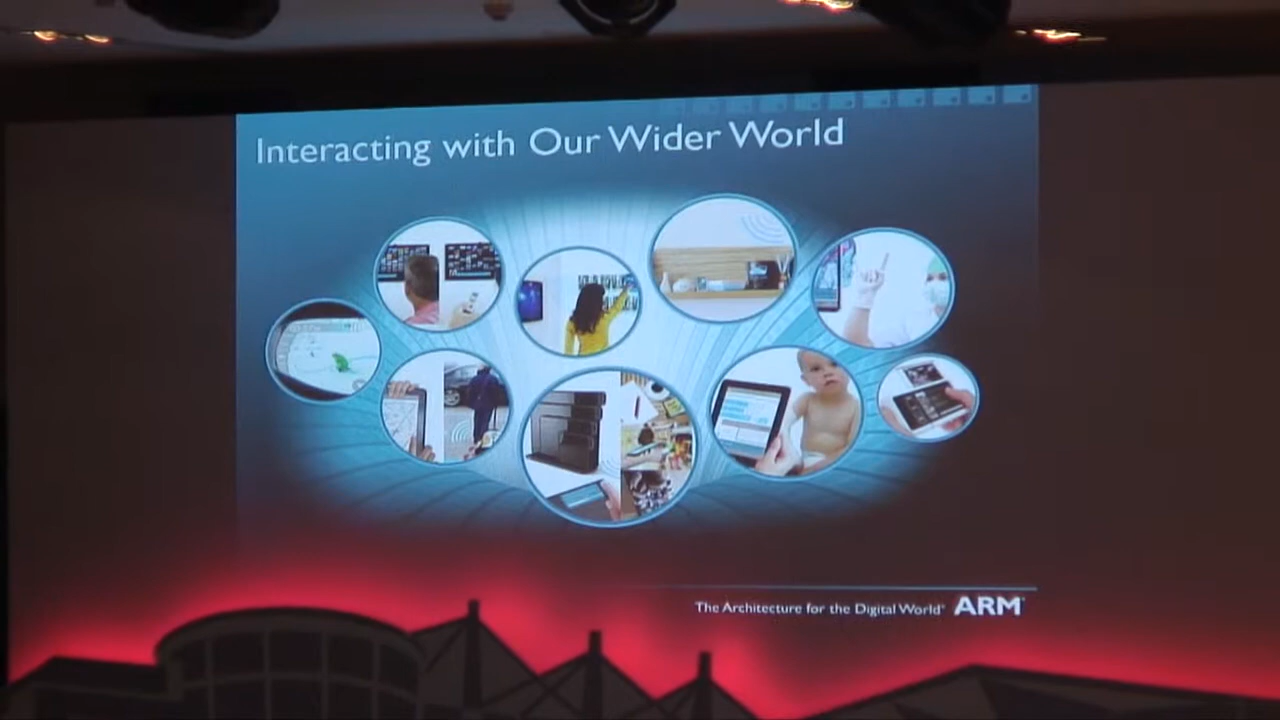 Interacting with Our Wider World
The Architecture for the Digital World® ARM®